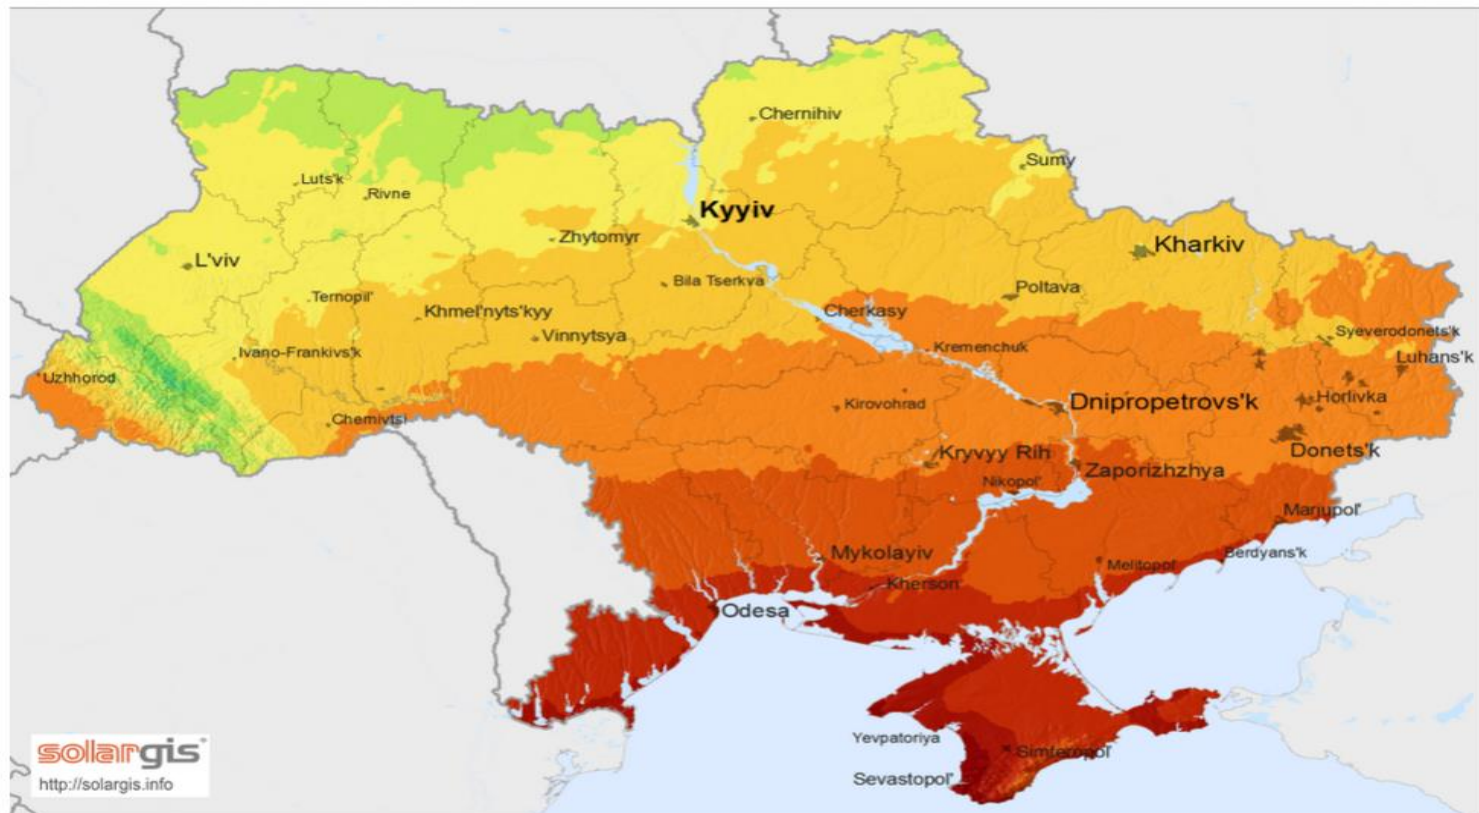 Chernihiv
Sumy
Luts'k
Rivne
Kyyiv
Zhytomyr
Kharkiv
L'viv
Bila Tserkva
Poltava
Ternopil'
Khmel'nyts'kyy
Cherkasy
Vinnytsya
Syeverodonets'k
Ivano-Frankivs'k
Kremenchuk
Luhans'k
Uzhhorod
Kirovohrad
Dnipropetrovs'k
Horlivka
Chernivtsi
Donets'k
Kryvyy Rih
Zaporizhzhya
Nikopol'
Mariupol'
Mykolayiv
Berdyans'k
Melitopol'
Kherson
Odesa
Yevpatoriya
Simferopol'
Sevastopol'
solargis
http://solargis.info